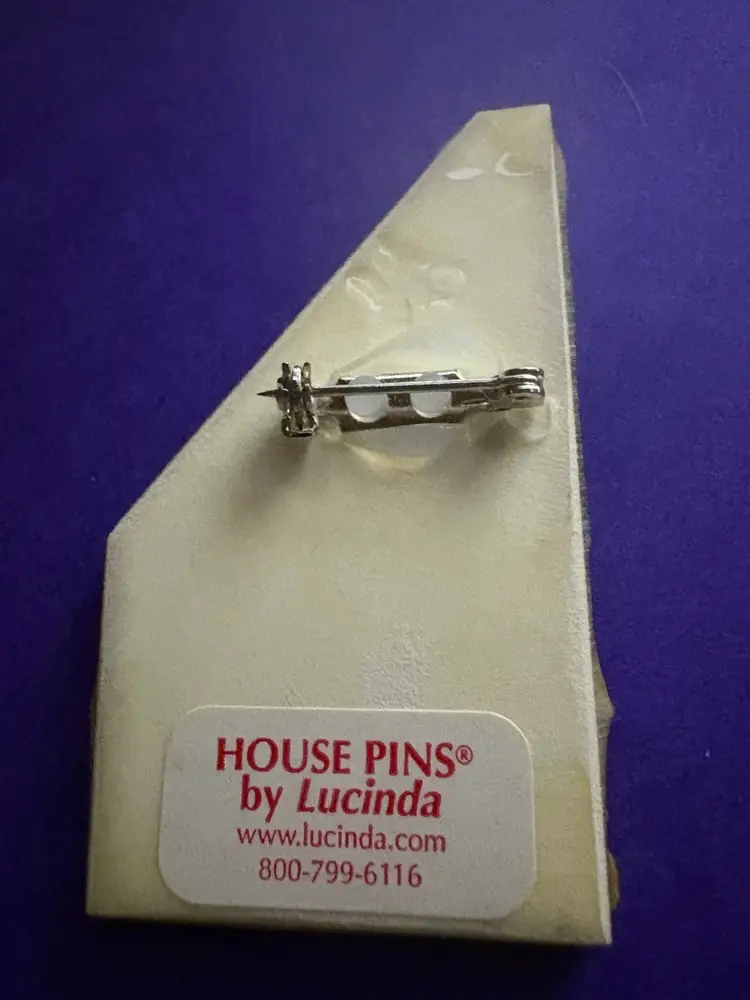 HOUSE PINS®
by Lucinda
www.lucinda.com
800-799-6116